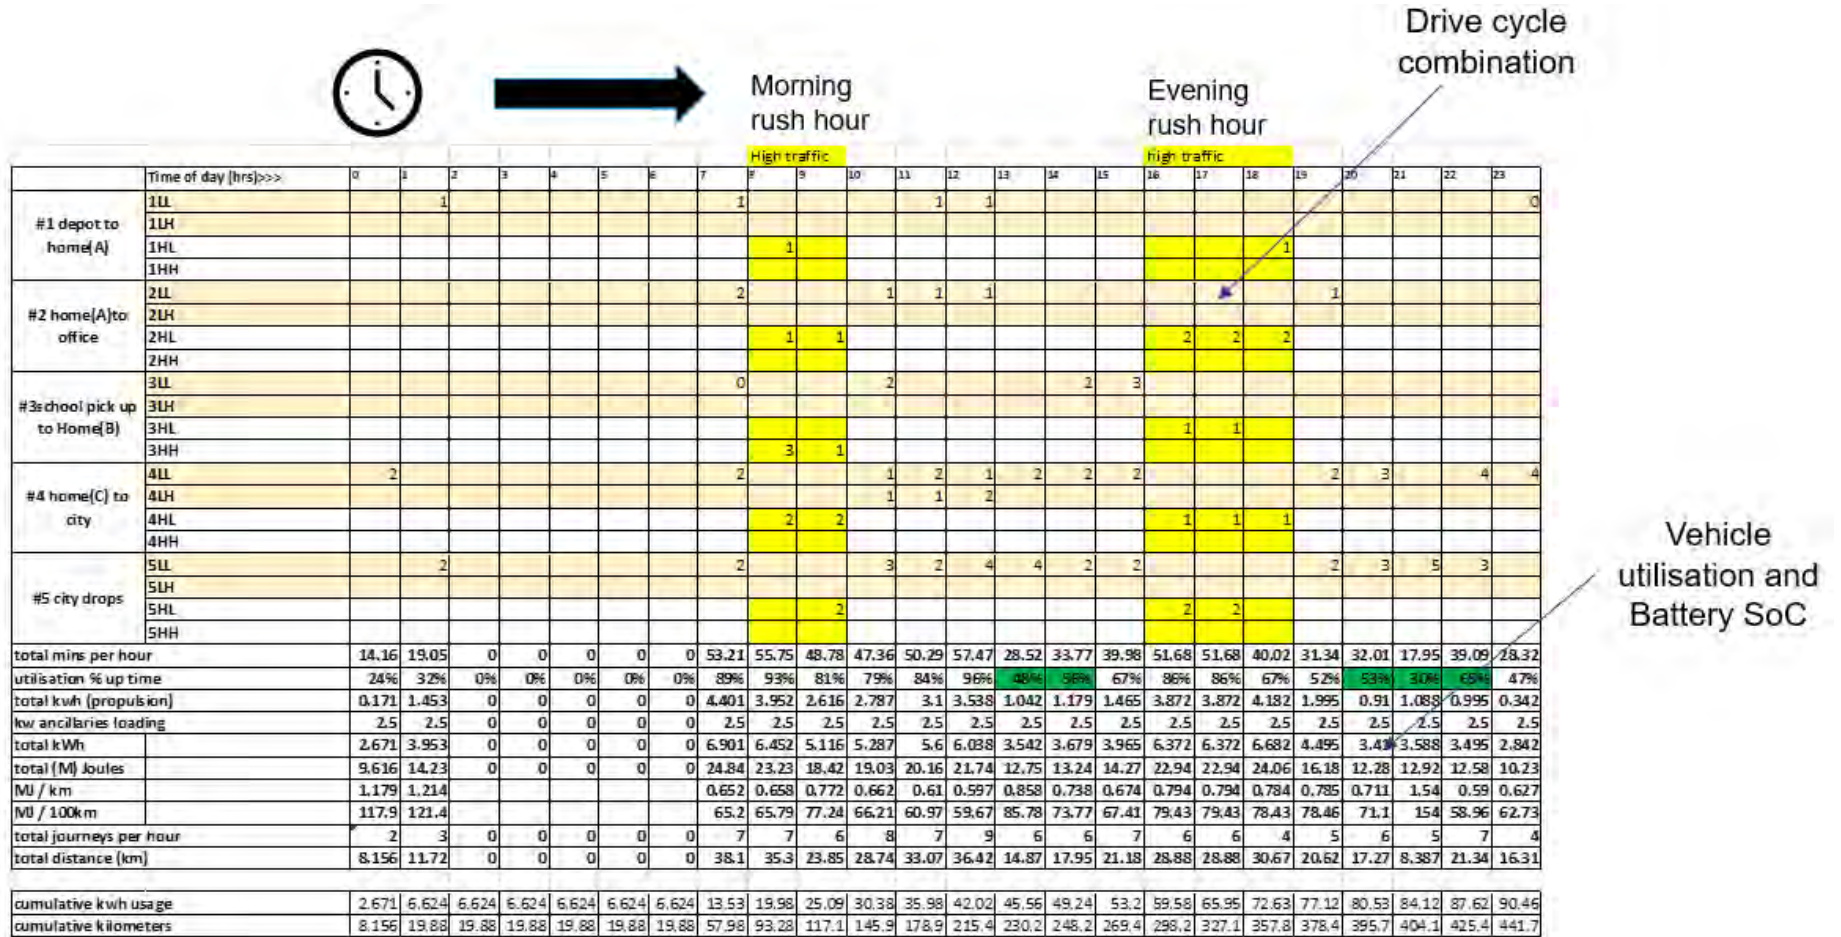 Drive cycle
combination
Morning
rush hour
Evening
rush hour
High traffic high traffic
Time of day (hrs)>>> 0 1 2 3 4 5 6 7 8 9 10 11 12 13 14 15 16 17 18 19 20 21 22 23
#1 depot to home(A)
1LL 1 1 1 1 0
1LH
1HL 1 1
1HH
#2 home(A)to office
2LL 2 1 1 1 1
2LH
2HL 1 1 2 2 2
2HH
#3school pick up to Home(B)
3LL 0 2 2 3
3LH
3HL 1 1
3HH 3 1
#4 home(C) to city
4LL 2 2 1 2 1 2 2 2 2 3 4 4
4LH 1 1 2
4HL 2 2 1 1 1
4HH
#5 city drops
5LL 2 2 3 2 4 4 2 2 2 3 5 3
5LH
5HL 2 2 2
5HH
Vehicle
utilisation and
Battery SoC
total mins per hour 14.16 19.05 0 0 0 0 0 53.21 55.75 48.78 47.36 50.29 57.47 28.52 33.77 39.98 51.68 51.68 40.02 31.34 32.01 17.95 39.09 28.32
utilisation % up time 24% 32% 0% 0% 0% 0% 0% 89% 93% 81% 79% 84% 96% 48% 56% 67% 86% 86% 67% 52% 53% 30% 65% 47%
total kwh (propulsion) 0.171 1.453 0 0 0 0 0 4.401 3.952 2.616 2.787 3.1 3.538 1.042 1.179 1.465 3.872 3.872 4.182 1.995 0.91 1.088 0.995 0.342
kw ancillaries loading 2.5 2.5 0 0 0 0 0 2.5 2.5 2.5 2.5 2.5 2.5 2.5 2.5 2.5 2.5 2.5 2.5 2.5 2.5 2.5 2.5 2.5
total kWh 2.671 3.953 0 0 0 0 0 6.901 6.452 5.116 5.287 5.6 6.038 3.542 3.679 3.965 6.372 6.372 6.682 4.495 3.41 3.588 3.495 2.842
total (M) Joules 9.616 14.23 0 0 0 0 0 24.84 23.23 18.42 19.03 20.16 21.74 12.75 13.24 14.27 22.94 22.94 24.06 16.18 12.28 12.92 12.58 10.23
MJ / km 1.179 1.214 0.652 0.658 0.772 0.662 0.61 0.597 0.858 0.738 0.674 0.794 0.794 0.784 0.785 0.711 1.54 0.59 0.627
MJ / 100km 117.9 121.4 65.2 65.79 77.24 66.21 60.97 59.67 85.78 73.77 67.41 79.43 79.43 78.43 78.46 71.1 154 58.96 62.73
total journeys per hour 2 3 0 0 0 0 0 7 7 6 8 7 9 6 6 7 6 6 4 5 6 5 7 4
total distance (km) 8.156 11.72 0 0 0 0 0 38.1 35.3 23.85 28.74 33.07 36.42 14.87 17.95 21.18 28.88 28.88 30.67 20.62 17.27 8.387 21.34 16.31
cumulative kwh usage 2.671 6.624 6.624 6.624 6.624 6.624 6.624 13.53 19.98 25.09 30.38 35.98 42.02 45.56 49.24 53.2 59.58 65.95 72.63 77.12 80.53 84.12 87.62 90.46
cumulative kilometers 8.156 19.88 19.88 19.88 19.88 19.88 19.88 57.98 93.28 117.1 145.9 178.9 215.4 230.2 248.2 269.4 298.2 327.1 357.8 378.4 395.7 404.1 425.4 441.7